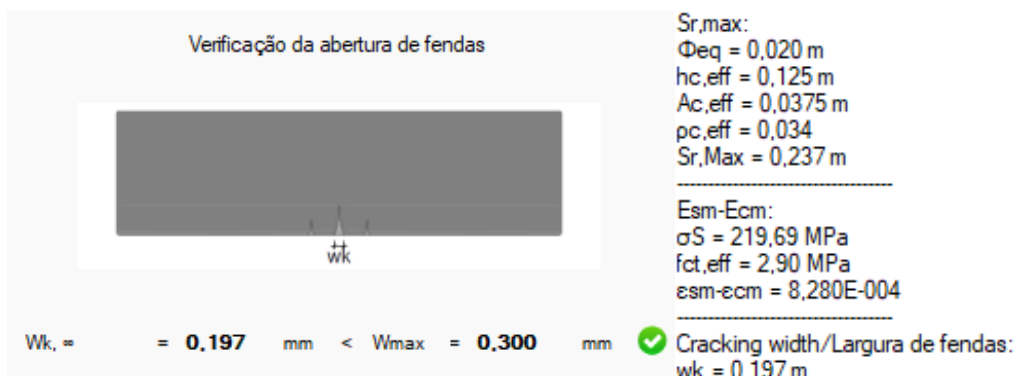 Verificação da abertura de fendas
wk
Wk, ∞ = 0,197 mm < Wmax = 0,300 mm
Sr,max:
Φeq = 0,020 m
hc,eff = 0,125 m
Ac,eff = 0,0375 m
ρc,eff = 0,034
Sr,Max = 0,237 m
------------------------------------
Esm-Ecm:
σS = 219,69 MPa
fct,eff = 2,90 MPa
εsm-εcm = 8,280E-004
------------------------------------
Cracking width/Largura de fendas:
wk = 0,197 m